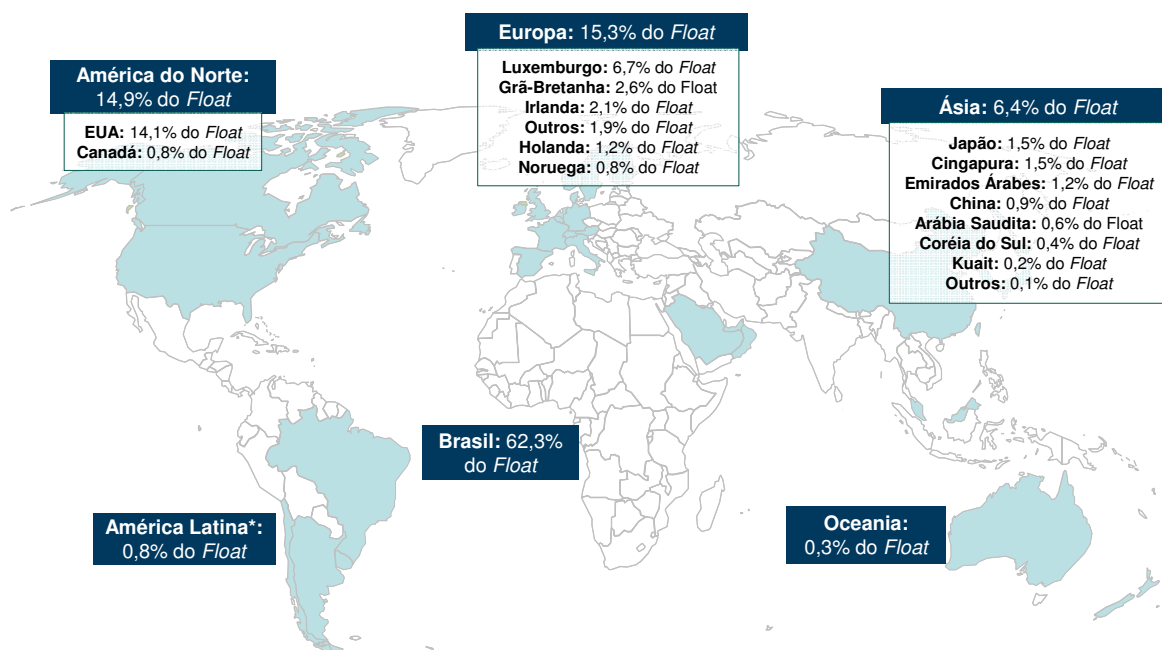 Europa: 15,3% do Float
Luxemburgo: 6,7% do Float
Grã-Bretanha: 2,6% do Float
Irlanda: 2,1% do Float
Outros: 1,9% do Float
Holanda: 1,2% do Float
Noruega: 0,8% do Float
América do Norte:
14,9% do Float
EUA: 14,1% do Float
Canadá: 0,8% do Float
Ásia: 6,4% do Float
Japão: 1,5% do Float
Cingapura: 1,5% do Float
Emirados Árabes: 1,2% do Float
China: 0,9% do Float
Arábia Saudita: 0,6% do Float
Coréia do Sul: 0,4% do Float
Kuait: 0,2% do Float
Outros: 0,1% do Float
Brasil: 62,3%
do Float
América Latina*:
0,8% do Float
Oceania:
0,3% do Float